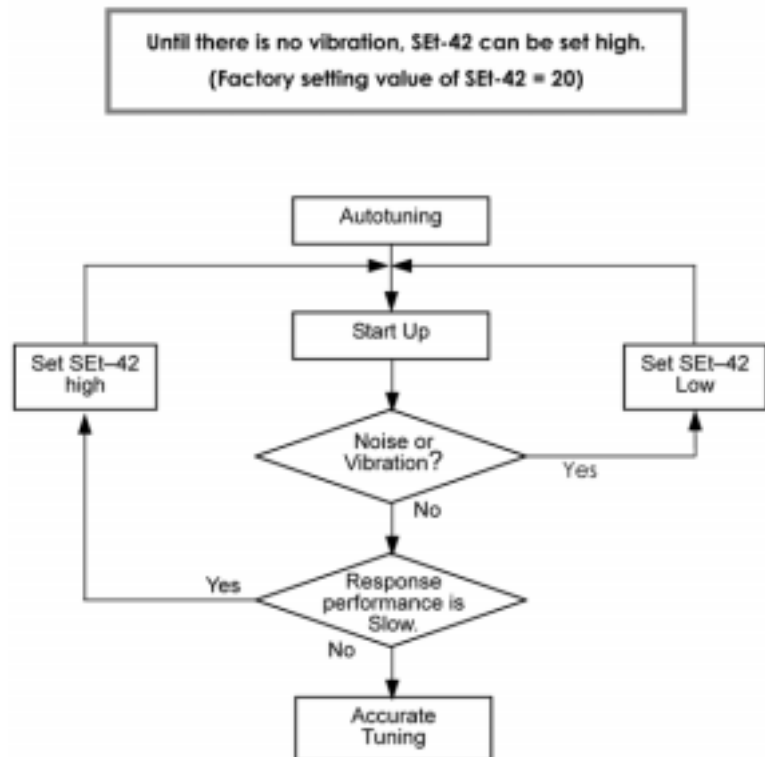 Until there is no vibration, SEt-42 can be set high.
(Factory setting value of SEt-42 = 20)
Autotuning
Start Up
Set SEt–42
high
Set SEt–42
Low
Noise or
Vibration?
Yes
No
Yes
Response
performance is
Slow.
No
Accurate
Tuning